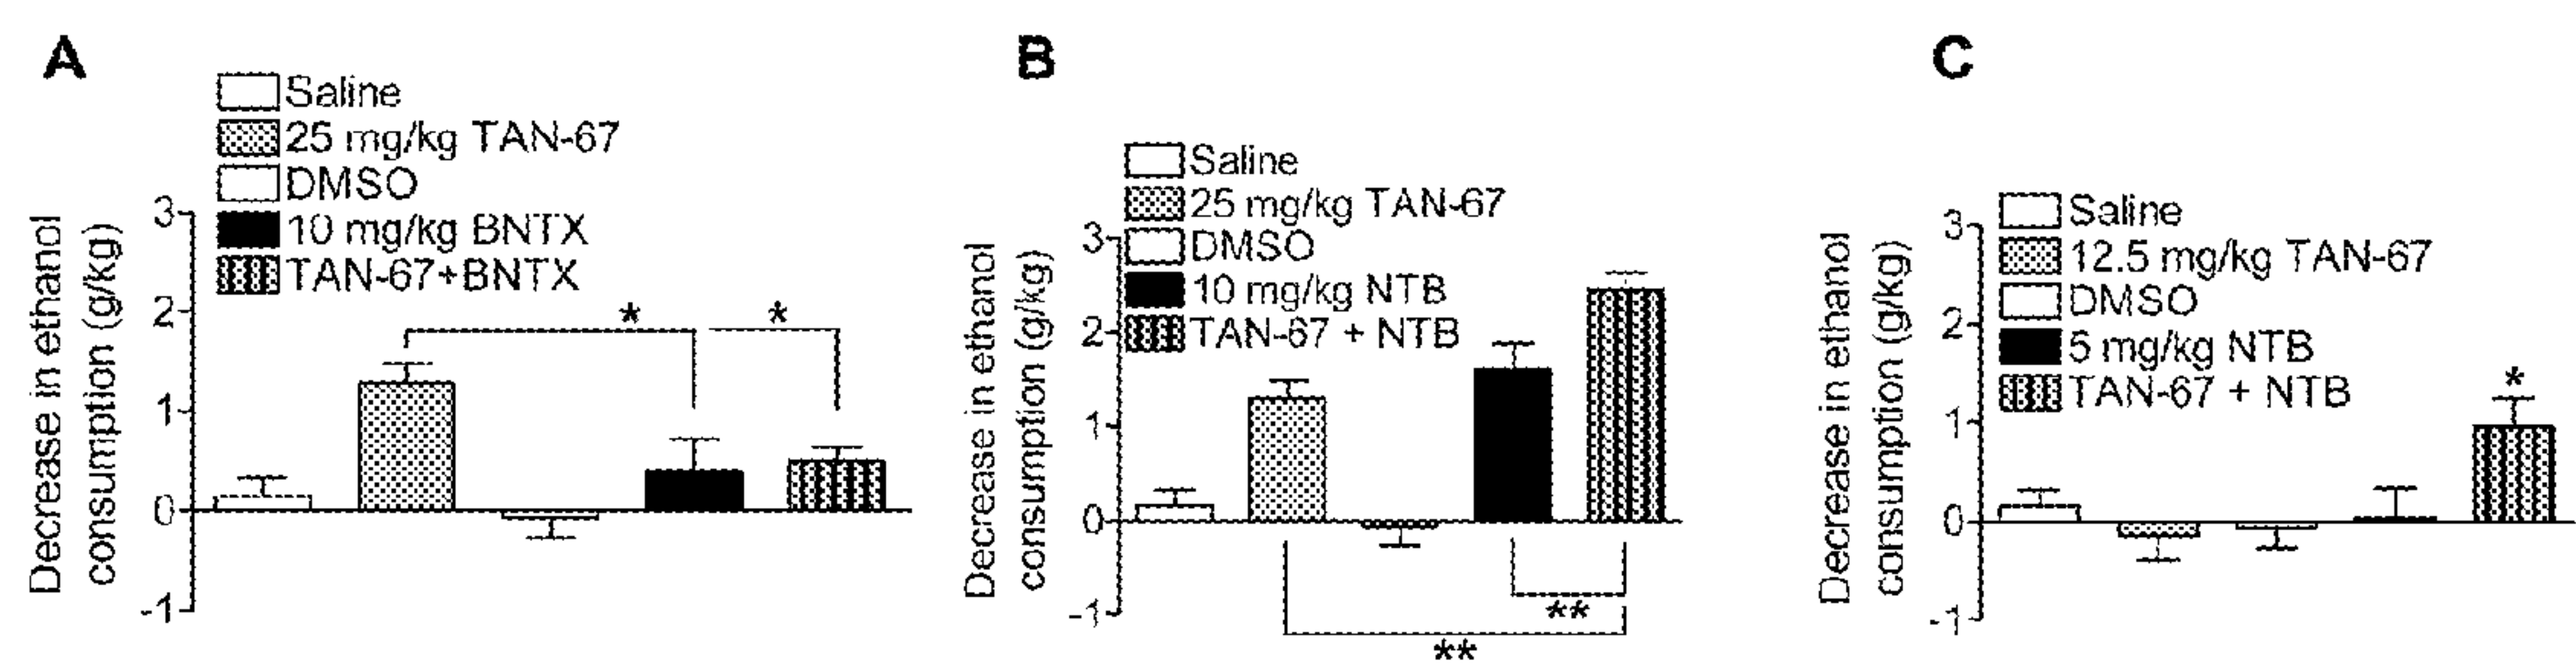 A
Saline
25 mg/kg TAN-67
DMSO
10 mg/kg BNTX
TAN-67+BNTX
Decrease in ethanol
consumption (g/kg)
3
2
1
0
-1
*
*
B
Saline
25 mg/kg TAN-67
DMSO
10 mg/kg NTB
TAN-67 + NTB
Decrease in ethanol
consumption (g/kg)
3
2
1
0
-1
**
**
C
Saline
12.5 mg/kg TAN-67
DMSO
5 mg/kg NTB
TAN-67 + NTB
Decrease in ethanol
consumption (g/kg)
3
2
1
0
-1
*